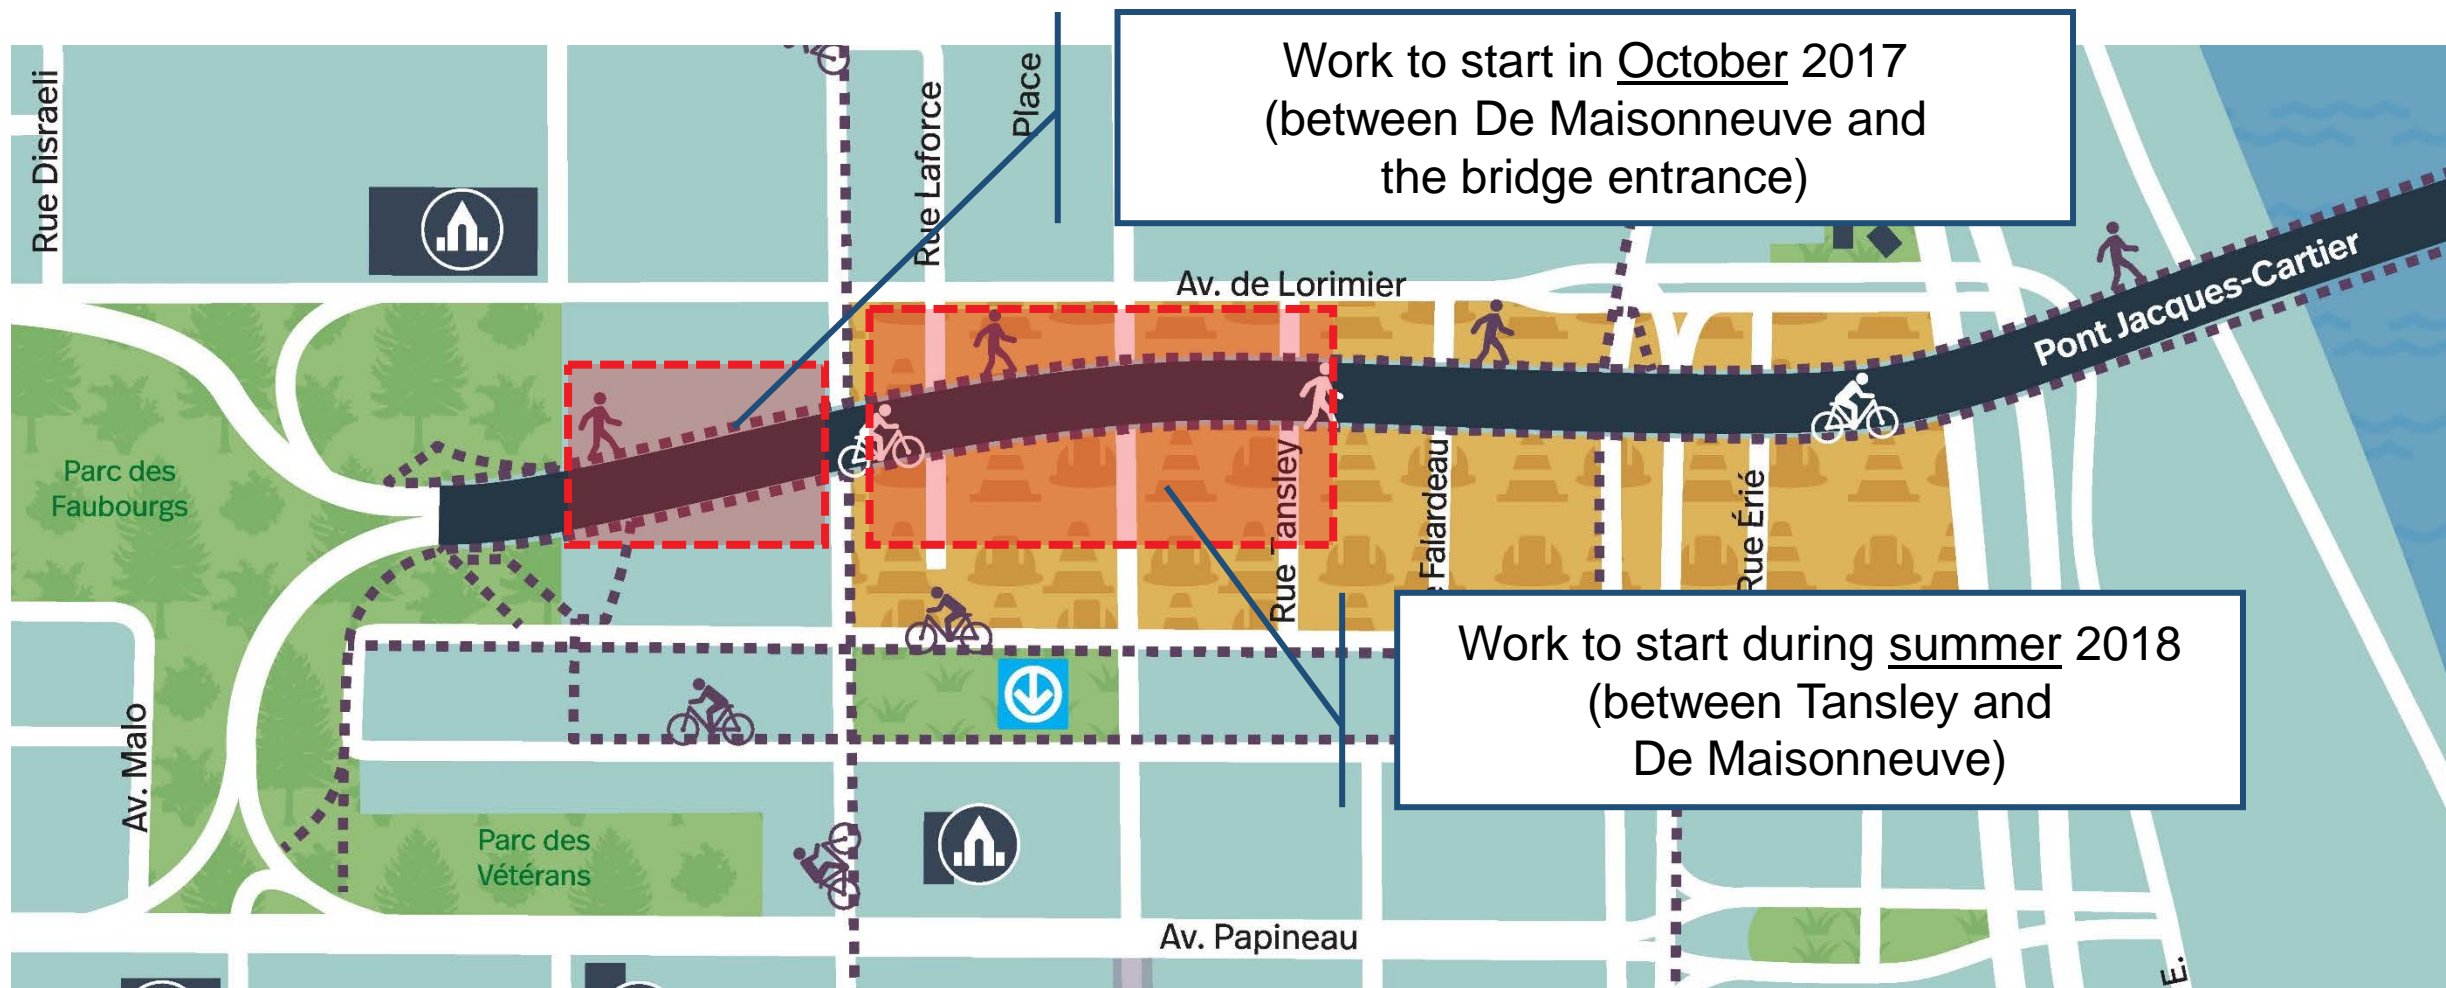 Work to start in October 2017
(between De Maisonneuve and
the bridge entrance)
Rue Disraeli
Rue Laforce
Place
Av. de Lorimier
Pont Jacques-Cartier
Parc des
Faubourgs
Rue Tansley
Falardeau
Rue Érié
Work to start during summer 2018
(between Tansley and
De Maisonneuve)
Av. Malo
Parc des
Vétérans
Av. Papineau
E.